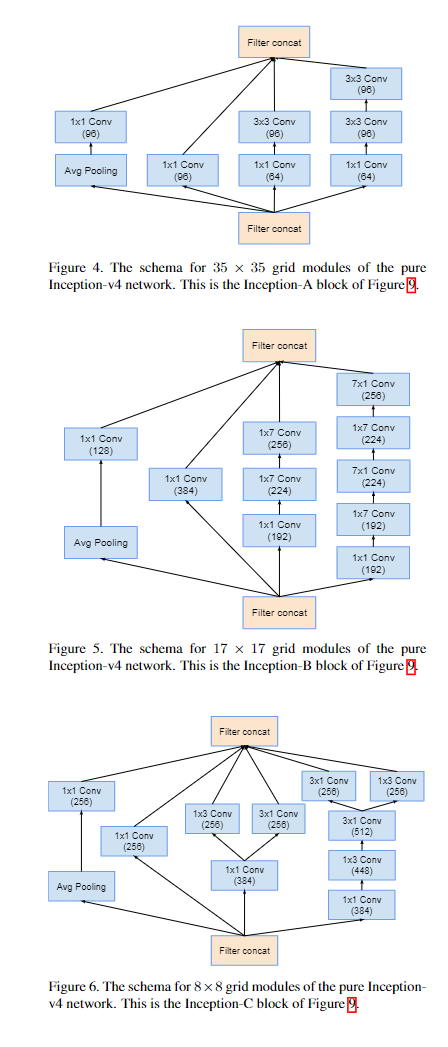 Filter concat
3x3 Conv
(96)
1x1 Conv
(96)
3x3 Conv
(96)
3x3 Conv
(96)
Avg Pooling
1x1 Conv
(96)
1x1 Conv
(64)
1x1 Conv
(64)
Filter concat
Figure 4. The schema for 35 × 35 grid modules of the pure
Inception-v4 network. This is the Inception-A block of Figure 9.
Filter concat
7x1 Conv
(256)
1x1 Conv
(128)
1x7 Conv
(256)
1x7 Conv
(224)
1x1 Conv
(384)
1x7 Conv
(224)
7x1 Conv
(224)
Avg Pooling
1x1 Conv
(192)
1x7 Conv
(192)
1x1 Conv
(192)
Filter concat
Figure 5. The schema for 17 × 17 grid modules of the pure
Inception-v4 network. This is the Inception-B block of Figure 9.
Filter concat
1x1 Conv
(256)
3x1 Conv
(256)
1x3 Conv
(256)
1x1 Conv
(256)
1x3 Conv
(256)
3x1 Conv
(256)
3x1 Conv
(512)
1x3 Conv
(448)
Avg Pooling
1x1 Conv
(384)
1x1 Conv
(384)
Filter concat
Figure 6. The schema for 8×8 grid modules of the pure Inception-
v4 network. This is the Inception-C block of Figure 9.